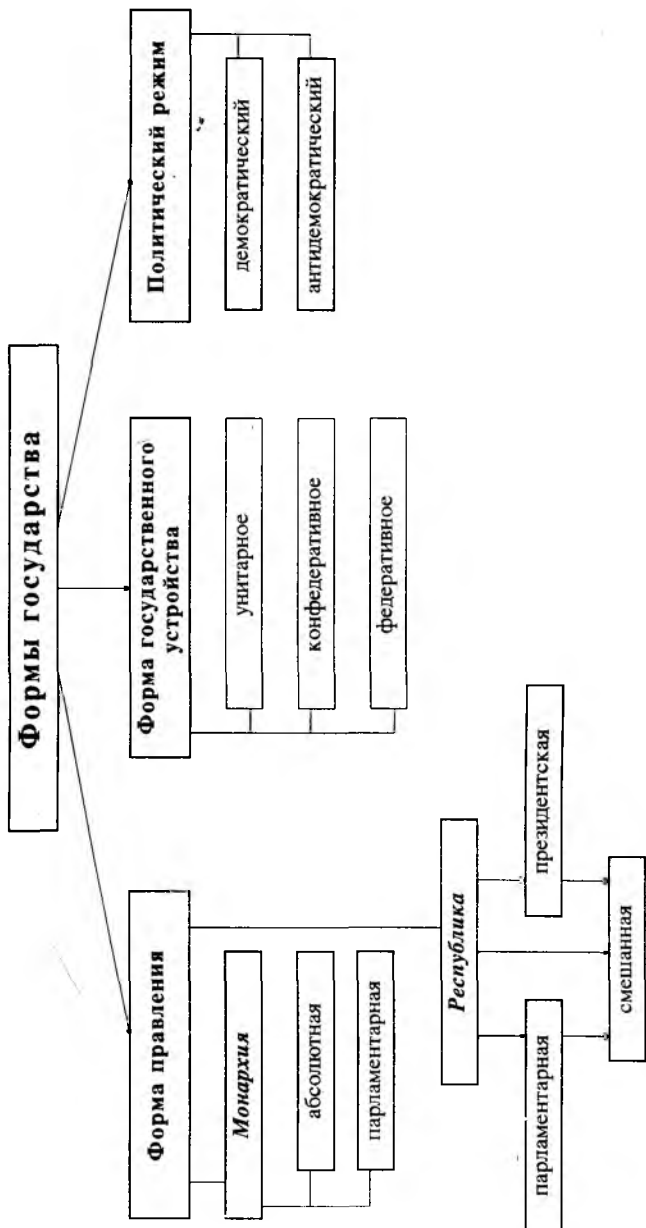 Формы государства
Форма правления
Монархия
абсолютная
парламентарная
Республика
парламентарная
президентская
смешанная
Форма государственного
устройства
унитарное
конфедеративное
федеративное
Политический режим
демократический
антидемократический